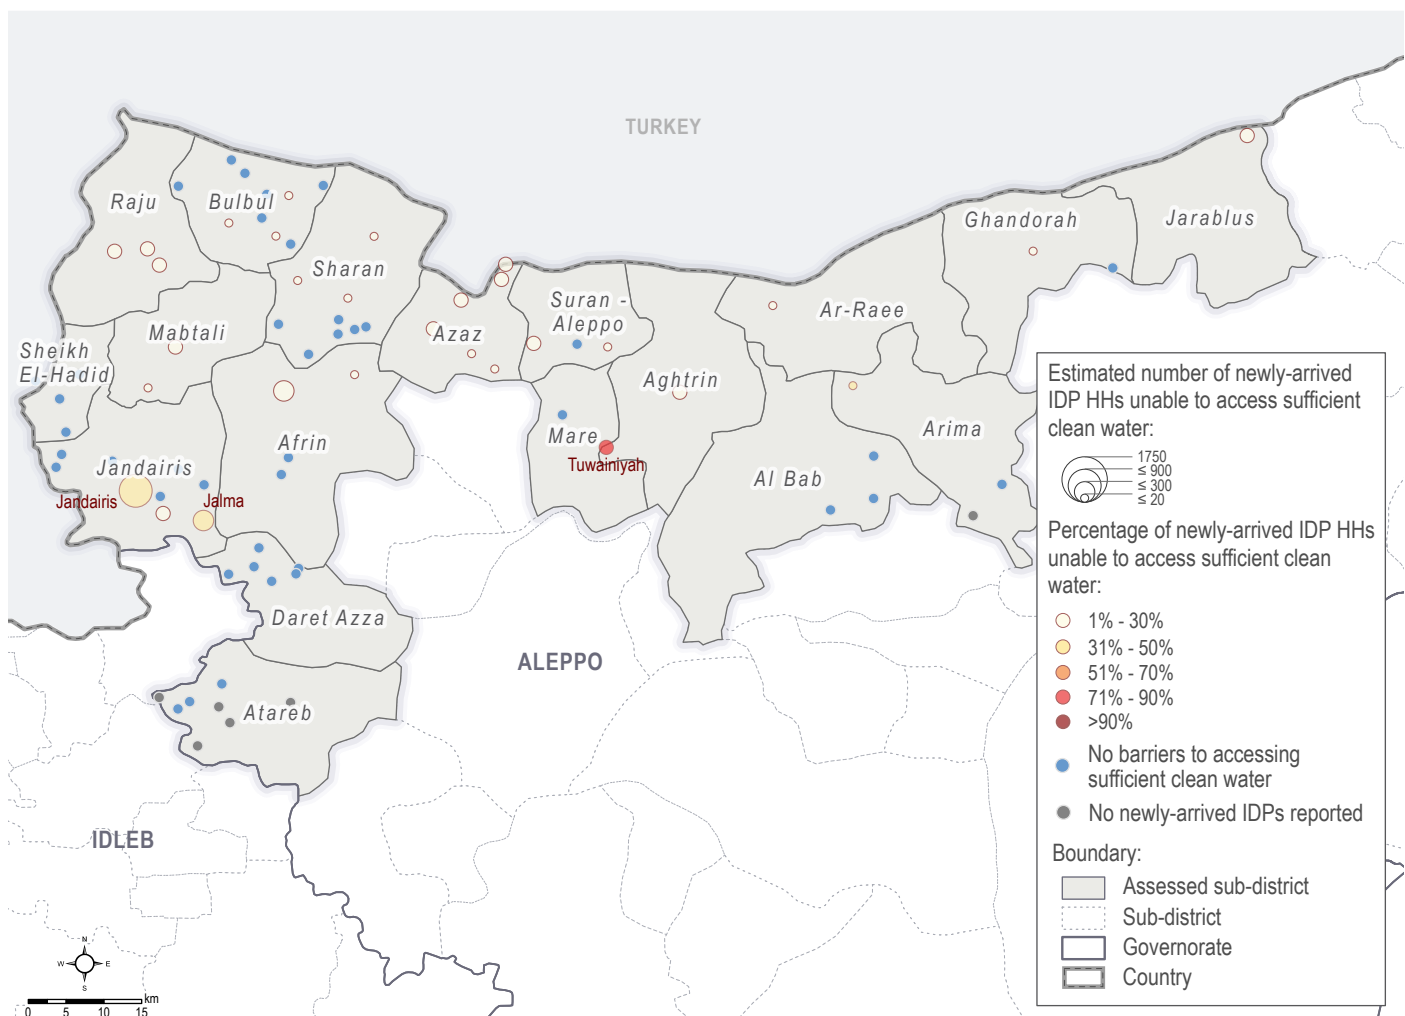 TURKEY
Raju
Bulbul
Ghandorah
Jarablus
Sharan
Suran -
Aleppo
Ar-Raee
Mabtali
Azaz
Sheikh
El-Hadid
Aghtrin
Arima
Mare
Afrin
Jandairis
Tuwainiyah
Al Bab
Jandairis
Jalma
Daret Azza
ALEPPO
Atareb
IDLEB
N
W
E
S
km
0 5 10 15
Estimated number of newly-arrived
IDP HHs unable to access sufficient
clean water:
1750
≤ 900
≤ 300
≤ 20
Percentage of newly-arrived IDP HHs
unable to access sufficient clean
water:
1% - 30%
31% - 50%
51% - 70%
71% - 90%
>90%
No barriers to accessing
sufficient clean water
No newly-arrived IDPs reported
Boundary:
Assessed sub-district
Sub-district
Governorate
Country